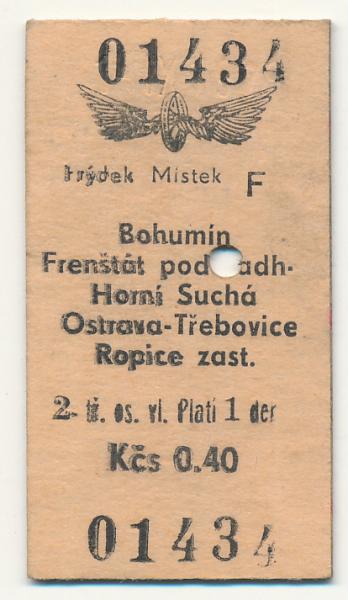 01434
Frýdek Místek F
Bohumín
Frenštát pod adh.
Horní Suchá
Ostrava-Třebovice
Ropice zast.
2. tř. os. vl. Platí 1 den
Kčs 0.40
01434